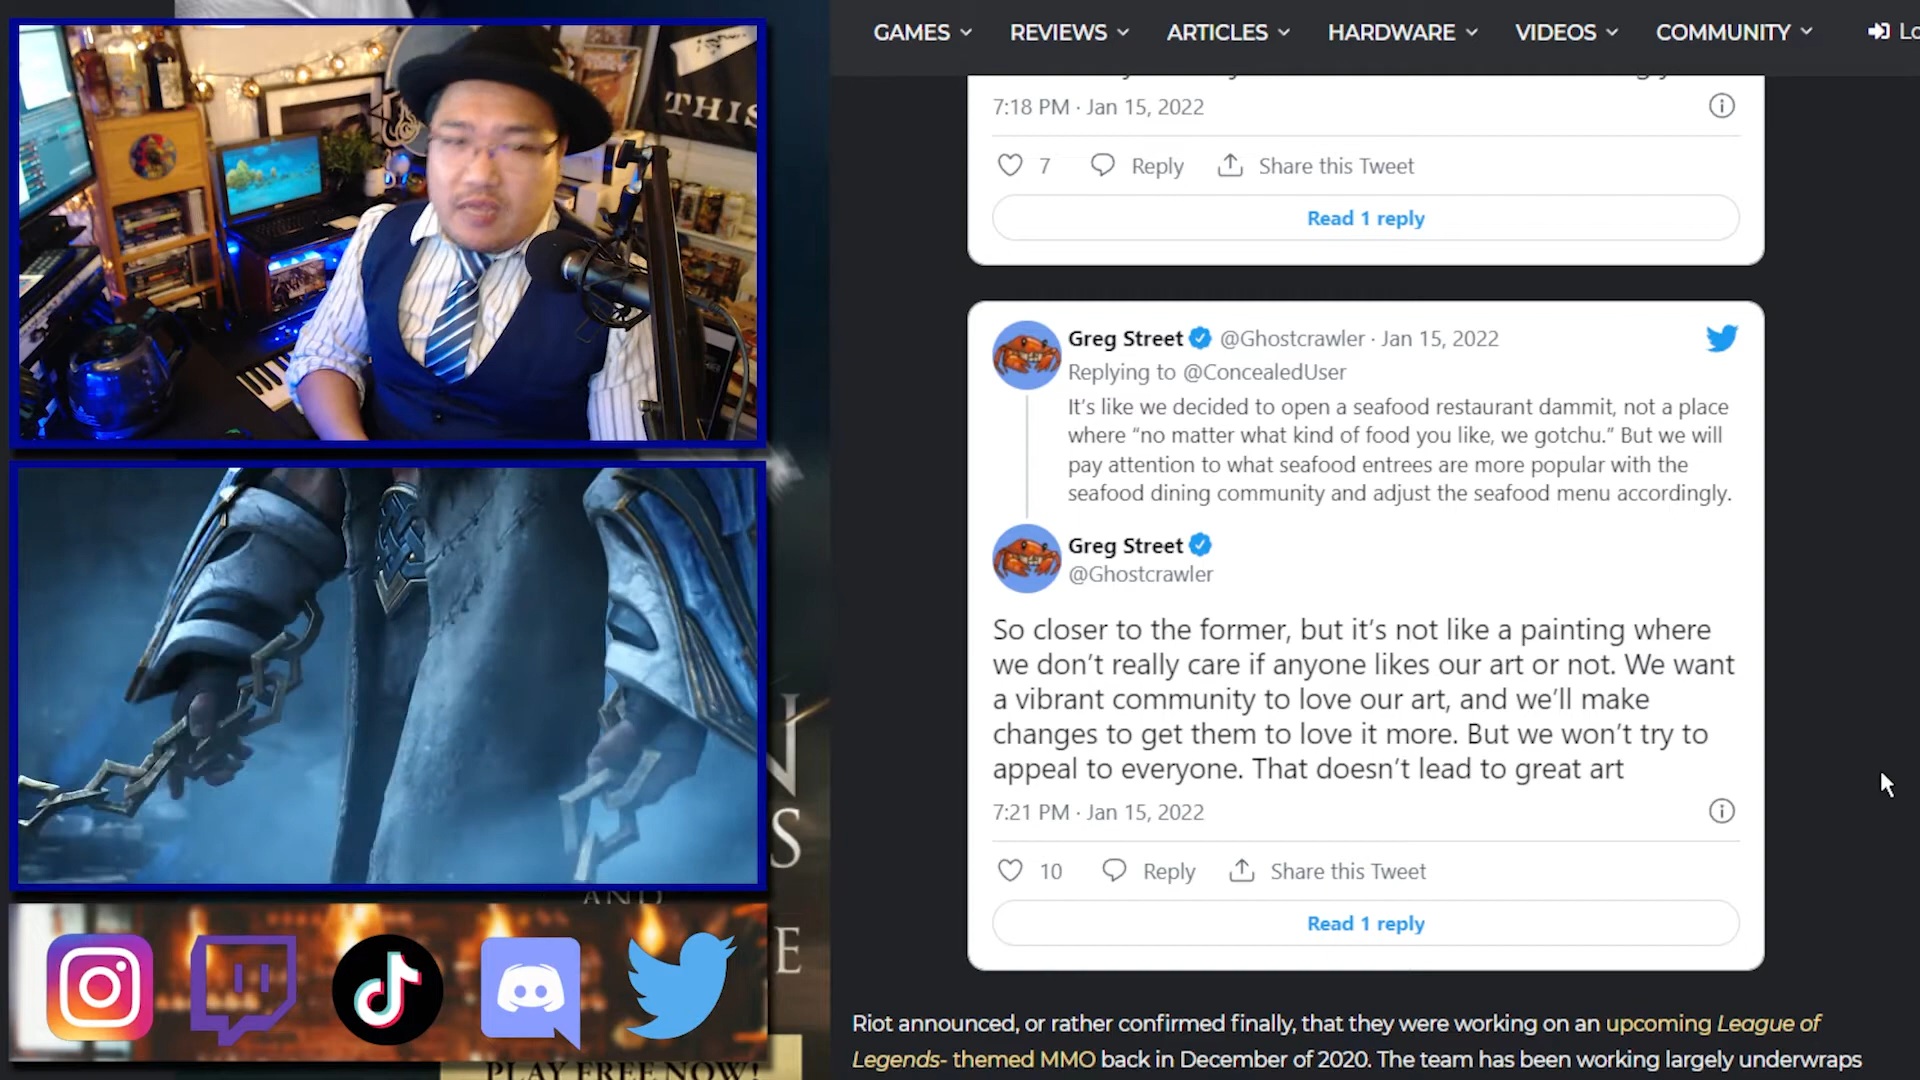 GAMES REVIEWS ARTICLES HARDWARE VIDEOS COMMUNITY
7:18 PM · Jan 15, 2022
7 Reply Share this Tweet
Read 1 reply
Greg Street @Ghostcrawler · Jan 15, 2022
Replying to @ConcealedUser
It's like we decided to open a seafood restaurant dammit, not a place
where “no matter what kind of food you like, we gotchu.” But we will
pay attention to what seafood entrees are more popular with the
seafood dining community and adjust the seafood menu accordingly.
Greg Street
@Ghostcrawler
So closer to the former, but it's not like a painting where
we don't really care if anyone likes our art or not. We want
a vibrant community to love our art, and we'll make
changes to get them to love it more. But we won't try to
appeal to everyone. That doesn't lead to great art
7:21 PM · Jan 15, 2022
10 Reply Share this Tweet
Read 1 reply
Riot announced, or rather confirmed finally, that they were working on an upcoming League of
Legends- themed MMO back in December of 2020. The team has been working largely underwraps
THIS
AND
PLAY FREE NOW!